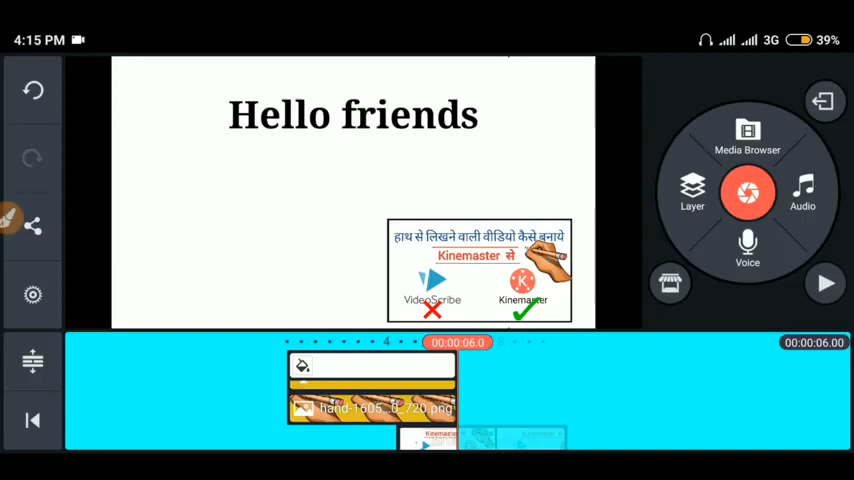 4:15 PM
3G
39%
Hello friends
हाथ से लिखने वाली वीडियो कैसे बनाये
Kinemaster से
VideoScribe
Kinemaster
K
Media Browser
Layer
Audio
Voice
4
00:00:06.0
00:00:06.00
hand-1605...0_720.png